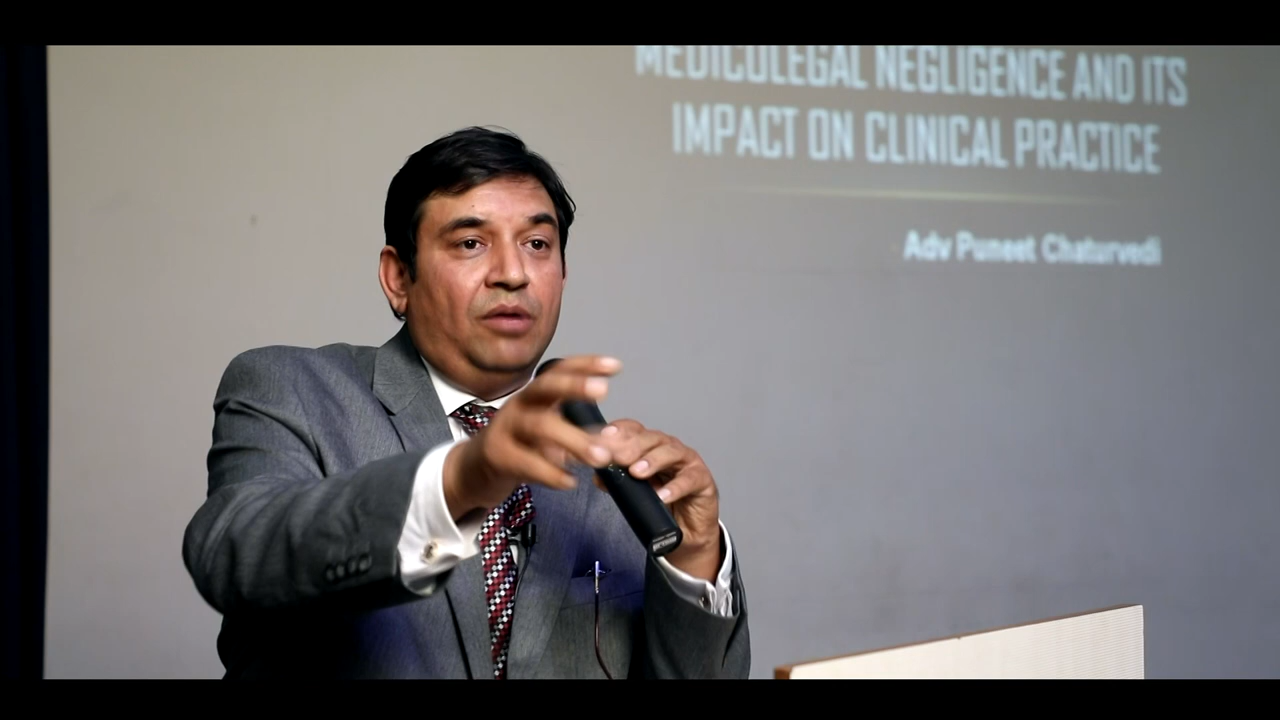 MEDICOLEGAL NEGLIGENCE AND ITS
IMPACT ON CLINICAL PRACTICE
Adv Puneet Chaturvedi